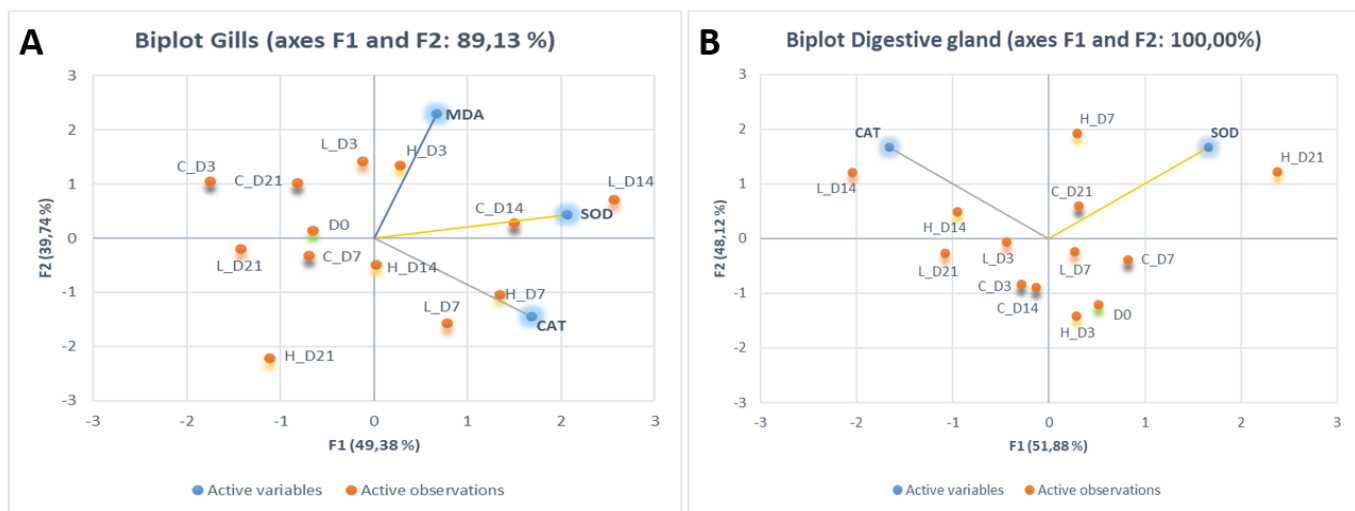 A
Biplot Gills (axes F1 and F2: 89,13 %)
3
2
1
0
-1
-2
-3
-3
-2
-1
0
1
2
3
F2 (39,74 %)
F1 (49,38 %)
MDA
L_D3
H_D3
C_D3
C_D21
L_D14
C_D14
SOD
D0
L_D21
C_D7
H_D14
H_D7
L_D7
CAT
H_D21
Active variables
Active observations
B
Biplot Digestive gland (axes F1 and F2: 100,00%)
3
2
1
0
-1
-2
-3
-3
-2
-1
0
1
2
3
F2 (48,12 %)
F1 (51,88 %)
H_D7
CAT
SOD
H_D21
L_D14
C_D21
H_D14
L_D21
L_D3
L_D7
C_D7
C_D3
C_D14
D0
H_D3
Active variables
Active observations